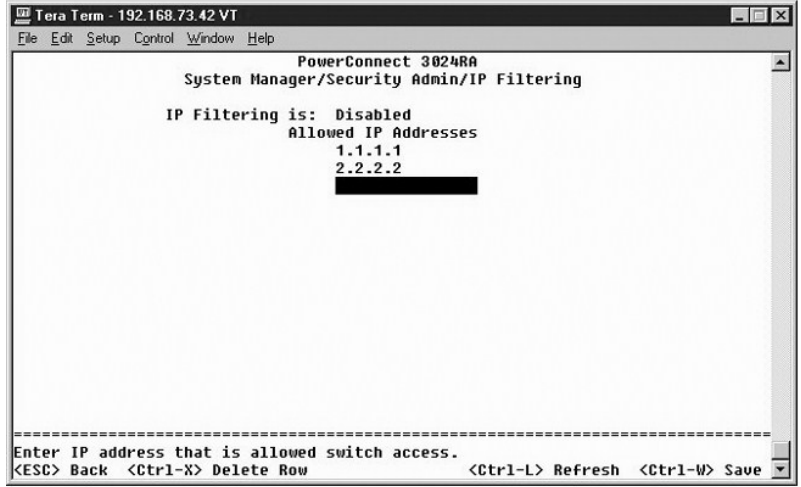 Tera Term - 192.168.73.42 VT
File Edit Setup Control Window Help
PowerConnect 3024RA
System Manager/Security Admin/IP Filtering
IP Filtering is: Disabled
Allowed IP Addresses
1.1.1.1
2.2.2.2
================================================================================
Enter IP address that is allowed switch access.
<ESC> Back <Ctrl-X> Delete Row <Ctrl-L> Refresh <Ctrl-W> Save